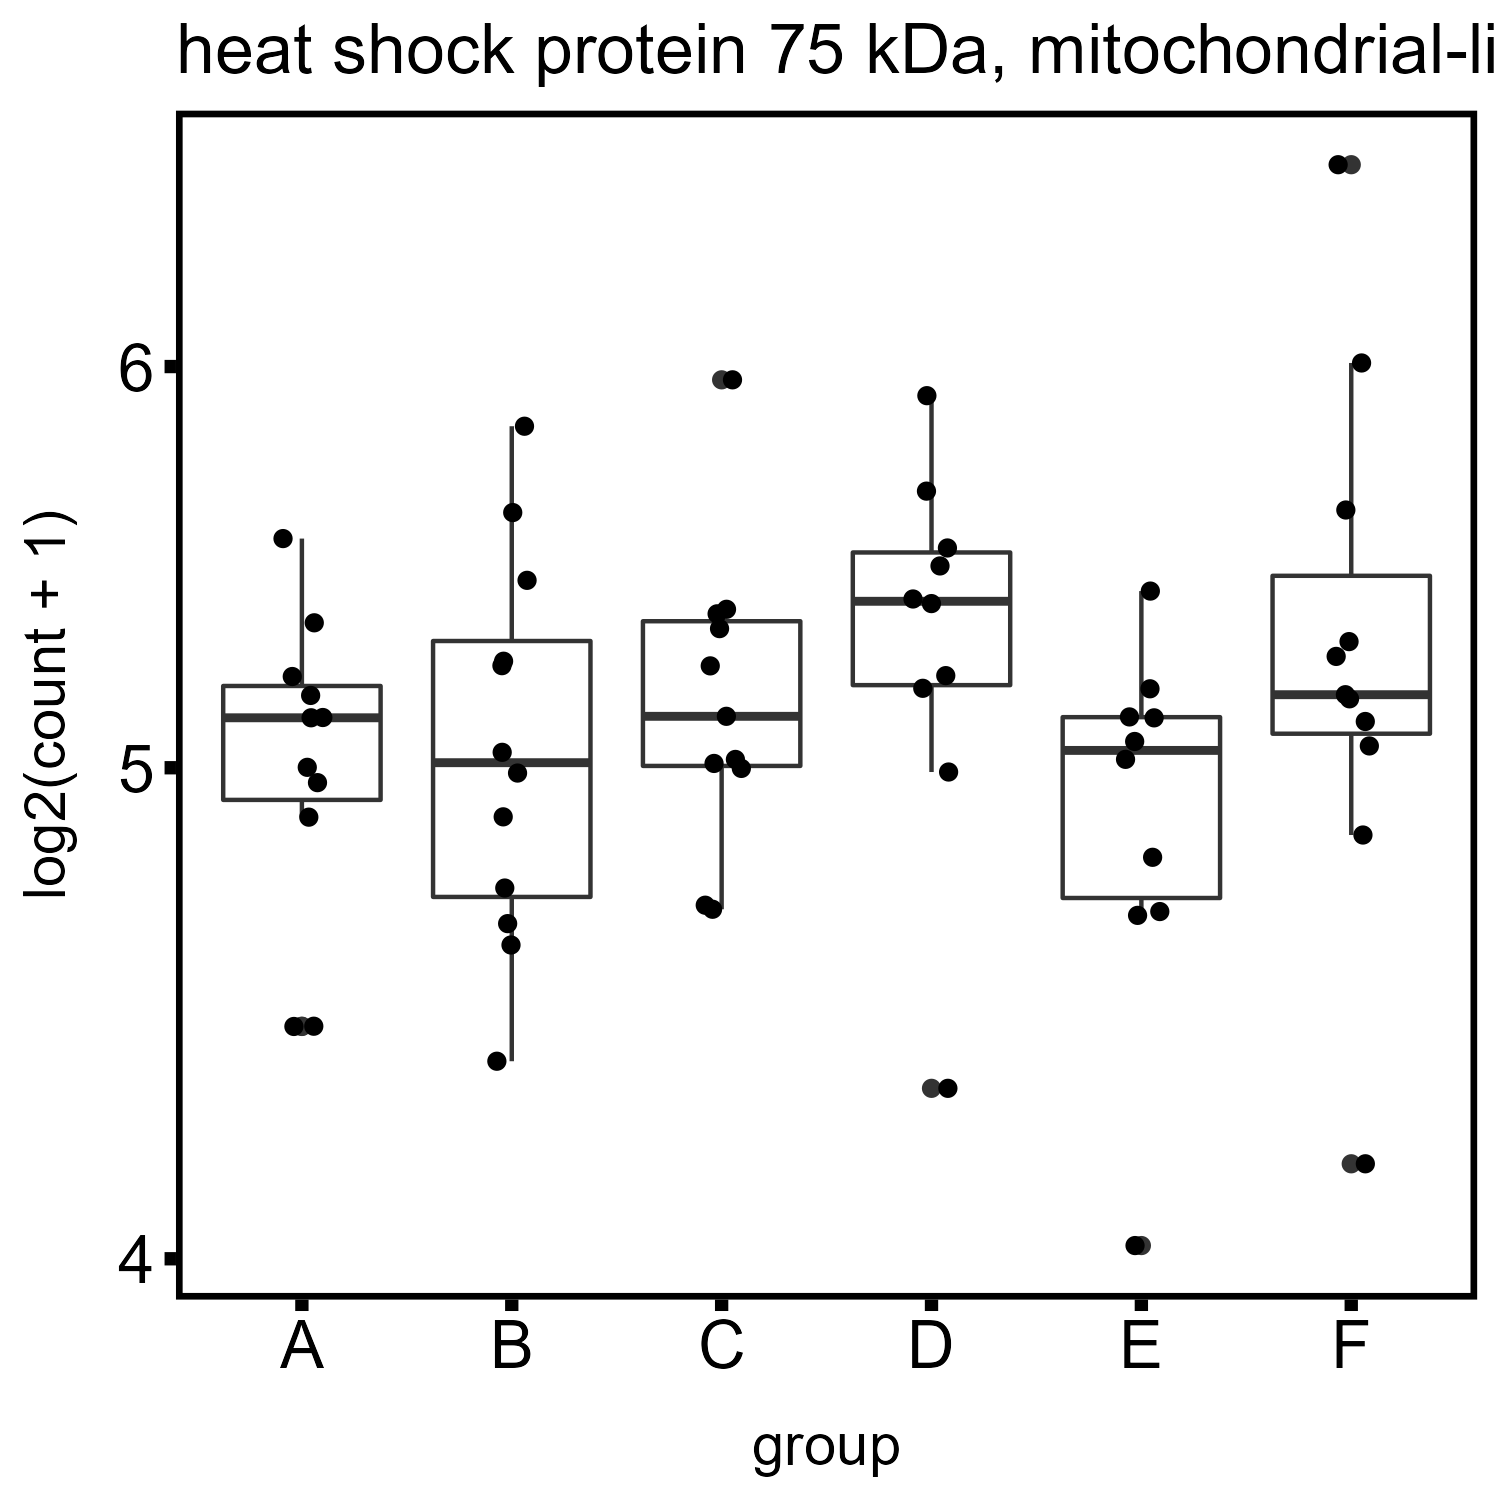 heat shock protein 75 kDa, mitochondrial-li
log2(count + 1)
6
5
4
A B C D E F
group